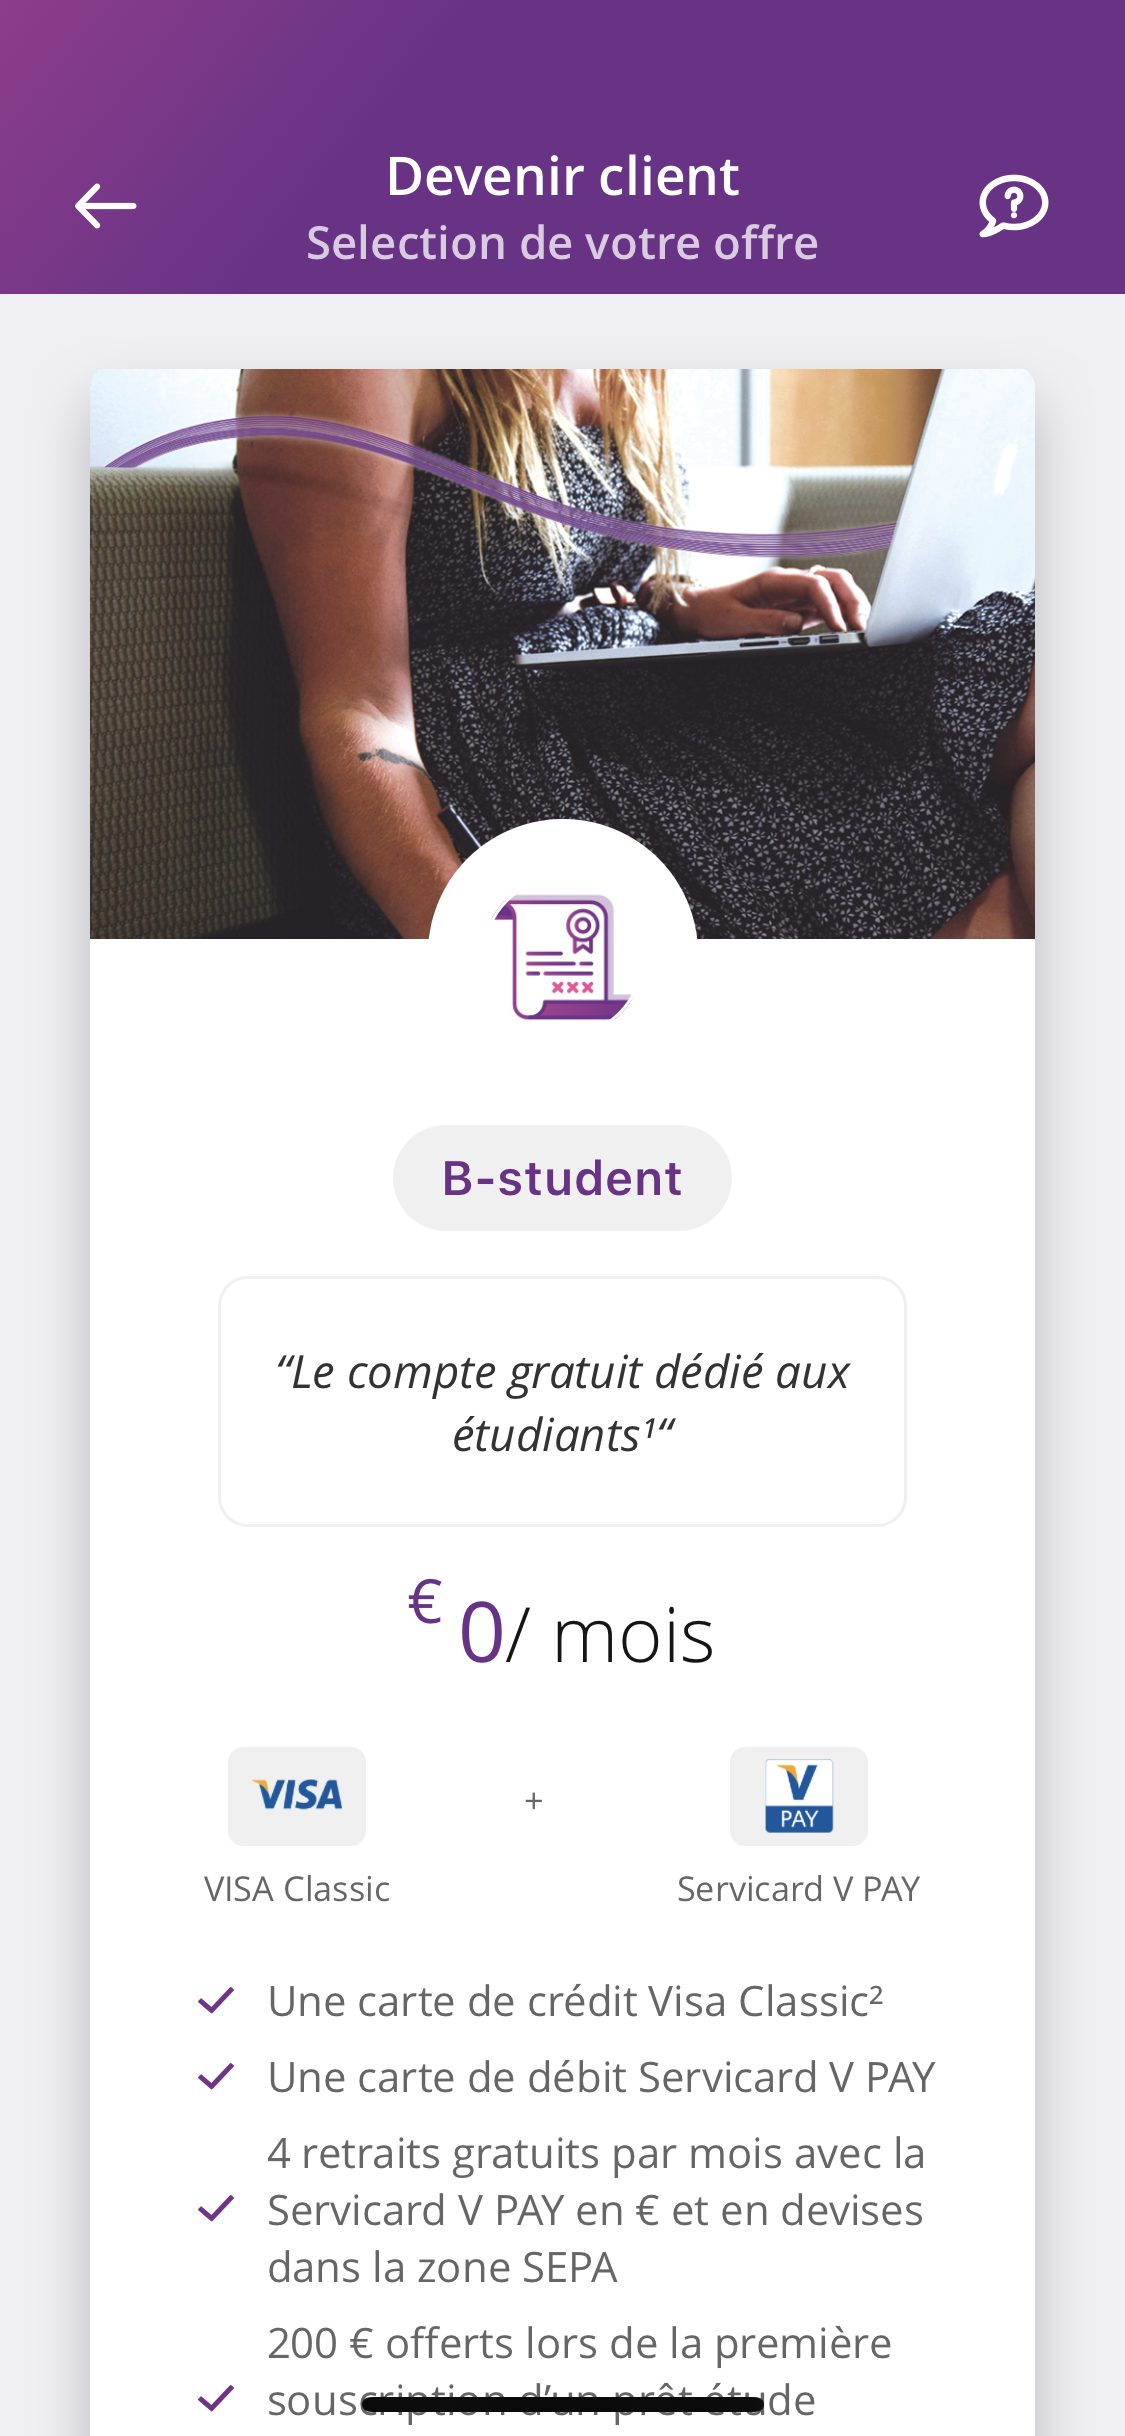 Devenir client
Selection de votre offre
xxx
B-student
“Le compte gratuit dédié aux
étudiants¹“
€ 0/ mois
VISA
+
V
PAY
VISA Classic
Servicard V PAY
Une carte de crédit Visa Classic²
Une carte de débit Servicard V PAY
4 retraits gratuits par mois avec la
Servicard V PAY en € et en devises
dans la zone SEPA
200 € offerts lors de la première
souscription d’un prêt étude